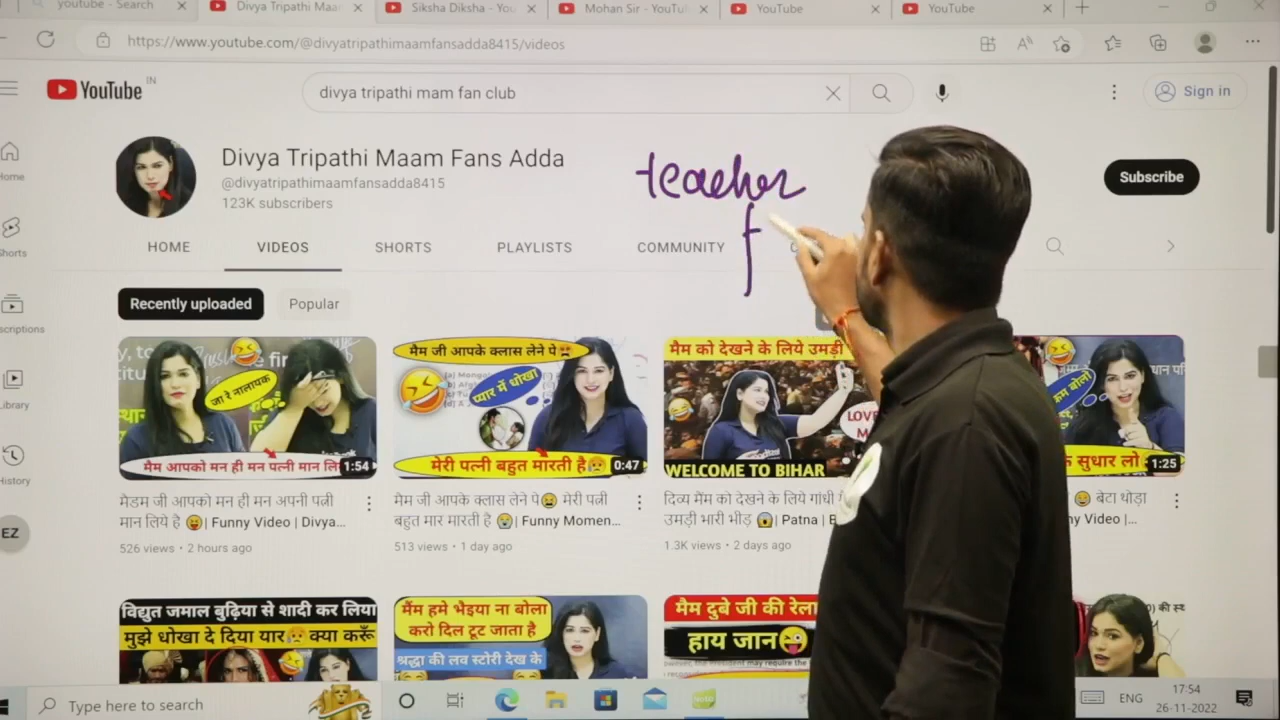 youtube - Search
Divya Tripathi Maa
Siksha Diksha - You
Mohan Sir - YouTu
YouTube
YouTube
https://www.youtube.com/@divyatripathimaamfansadda8415/videos
YouTube IN
divya tripathi mam fan club
Sign in
Home
Shorts
Library
History
EZ
Divya Tripathi Maam Fans Adda
@divyatripathimaamfansadda8415
123K subscribers
Subscribe
teacher
f
HOME
VIDEOS
SHORTS
PLAYLISTS
COMMUNITY
Recently uploaded
Popular
जा रे नालायक
मैम आपको मन ही मन पत्नी मान लि
1:54
मैडम जी आपको मन ही मन अपनी पत्नी
मान लिये है 😝| Funny Video | Divya...
526 views • 2 hours ago
मैम जी आपके क्लास लेने पे
प्यार में धोखा
मेरी पत्नी बहुत मारती है
0:47
मैम जी आपके क्लास लेने पे😫 मेरी पत्नी
बहुत मार मारती है 😭| Funny Momen...
513 views • 1 day ago
मैम को देखने के लिये उमड़ी
LOVE
WELCOME TO BIHAR
दिव्य मैंम को देखने के लिये गांधी
उमड़ी भारी भीड़ 😱| Patna |
1.3K views • 2 days ago
बोलो
सुधार लो
1:25
बेटा थोड़ा
ny Video |...
विद्युत जमाल बुढ़िया से शादी कर लिया
मुझे धोखा दे दिया यार😥क्या करूँ
मैंम हमे भेइया ना बोला
करो दिल टूट जाता है
श्रद्धा की लव स्टोरी देख के
मैम दुबे जी की रेला
हाय जान😜
Type here to search
ENG
17:54
26-11-2022